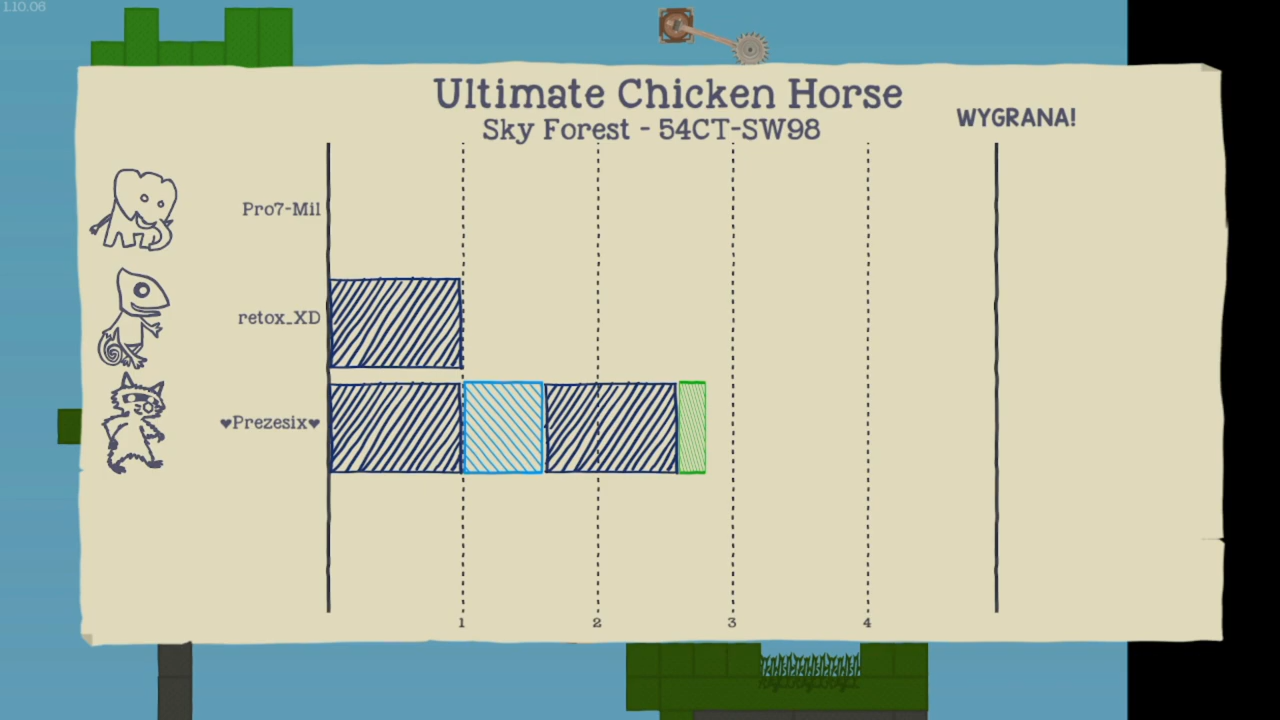 1.10.06
Ultimate Chicken Horse
WYGRANA!
Sky Forest - 54CT-SW98
Pro7-Mil
retox_XD
♥Prezesix♥
1 2 3 4